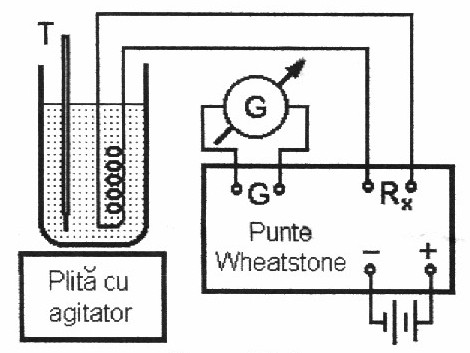 T
G
G
Rx
Punte
Wheatstone
− +
Plită cu
agitator